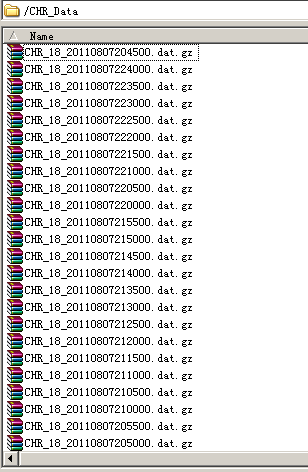 /CHR_Data
Name
CHR_18_20110807204500.dat.gz
CHR_18_20110807224000.dat.gz
CHR_18_20110807223500.dat.gz
CHR_18_20110807223000.dat.gz
CHR_18_20110807222500.dat.gz
CHR_18_20110807222000.dat.gz
CHR_18_20110807221500.dat.gz
CHR_18_20110807221000.dat.gz
CHR_18_20110807220500.dat.gz
CHR_18_20110807220000.dat.gz
CHR_18_20110807215500.dat.gz
CHR_18_20110807215000.dat.gz
CHR_18_20110807214500.dat.gz
CHR_18_20110807214000.dat.gz
CHR_18_20110807213500.dat.gz
CHR_18_20110807213000.dat.gz
CHR_18_20110807212500.dat.gz
CHR_18_20110807212000.dat.gz
CHR_18_20110807211500.dat.gz
CHR_18_20110807211000.dat.gz
CHR_18_20110807210500.dat.gz
CHR_18_20110807210000.dat.gz
CHR_18_20110807205500.dat.gz
CHR_18_20110807205000.dat.gz